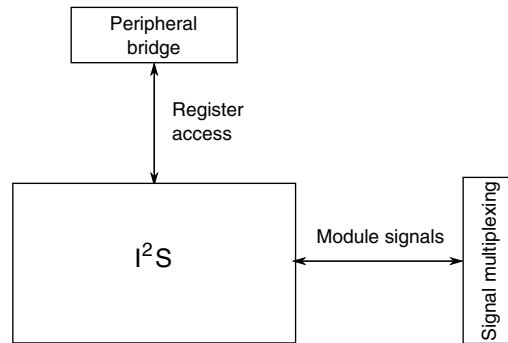 Peripheral
bridge
Register
access
I²S
Module signals
Signal multiplexing